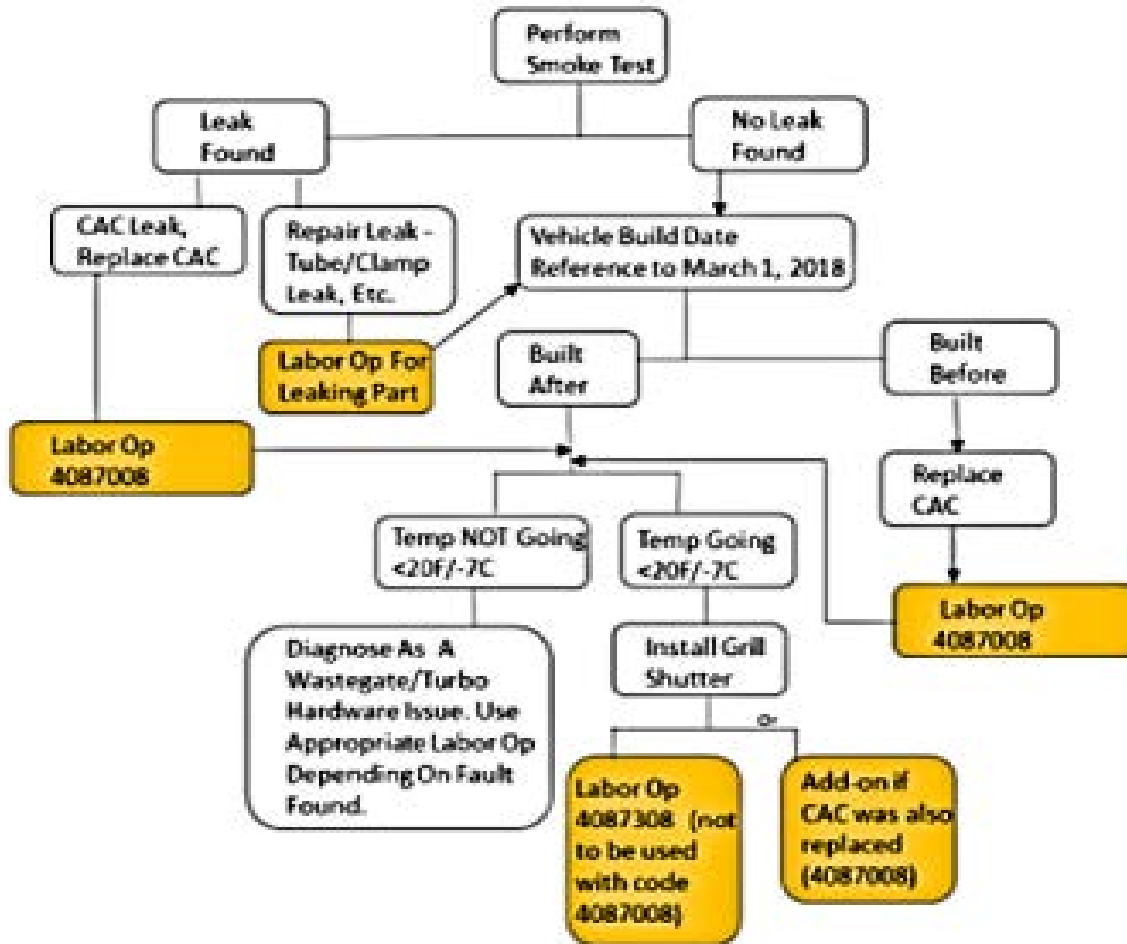 Perform
Smoke Test
Leak
Found
No Leak
Found
CAC Leak,
Replace CAC
Repair Leak -
Tube/Clamp
Leak, Etc.
Vehicle Build Date
Reference to March 1, 2018
Labor Op For
Leaking Part
Built
After
Built
Before
Labor Op
4087008
Replace
CAC
Temp NOT Going
<20f/-7C
Temp Going
<20f/-7C
Labor Op
4087008
Diagnose As A
Wastegate/Turbo
Hardware Issue. Use
Appropriate Labor Op
Depending On Fault
Found.
Install Grill
Shutter
Or
Labor Op
4087308 (not
to be used
with code
4087008)
Add-on if
CAC was also
replaced
(4087008)